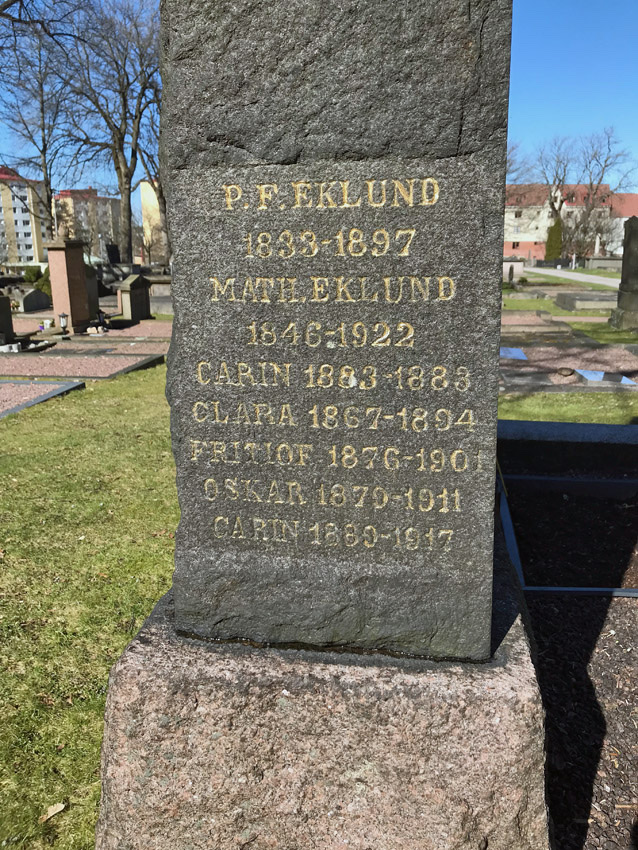 P. F. EKLUND
1833-1897
MATH. EKLUND
1846-1922
CARIN 1883-1883
CLARA 1867-1894
FRITIOF 1876-1901
OSKAR 1879-1911
CARIN 1889-1917